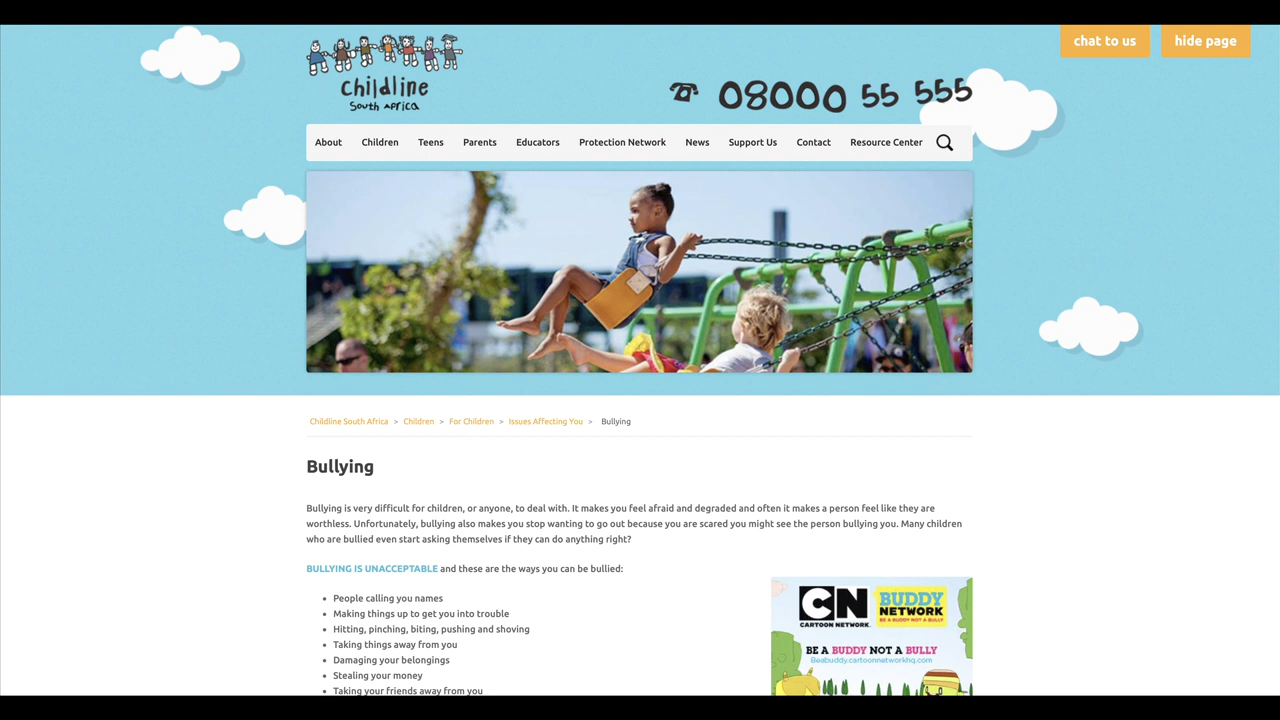 chat to us
hide page
Childline
South Africa
08000 55 555
About Children Teens Parents Educators Protection Network News Support Us Contact Resource Center
Childline South Africa > Children > For Children > Issues Affecting You > Bullying
Bullying
Bullying is very difficult for children, or anyone, to deal with. It makes you feel afraid and degraded and often it makes a person feel like they are
worthless. Unfortunately, bullying also makes you stop wanting to go out because you are scared you might see the person bullying you. Many children
who are bullied even start asking themselves if they can do anything right?
BULLYING IS UNACCEPTABLE and these are the ways you can be bullied:
• People calling you names
• Making things up to get you into trouble
• Hitting, pinching, biting, pushing and shoving
• Taking things away from you
• Damaging your belongings
• Stealing your money
• Taking your friends away from you
CN
CARTOON NETWORK
BUDDY
NETWORK
BE A BUDDY NOT A BULLY
BE A BUDDY NOT A BULLY
Beabuddy.cartoonnetworkhq.com